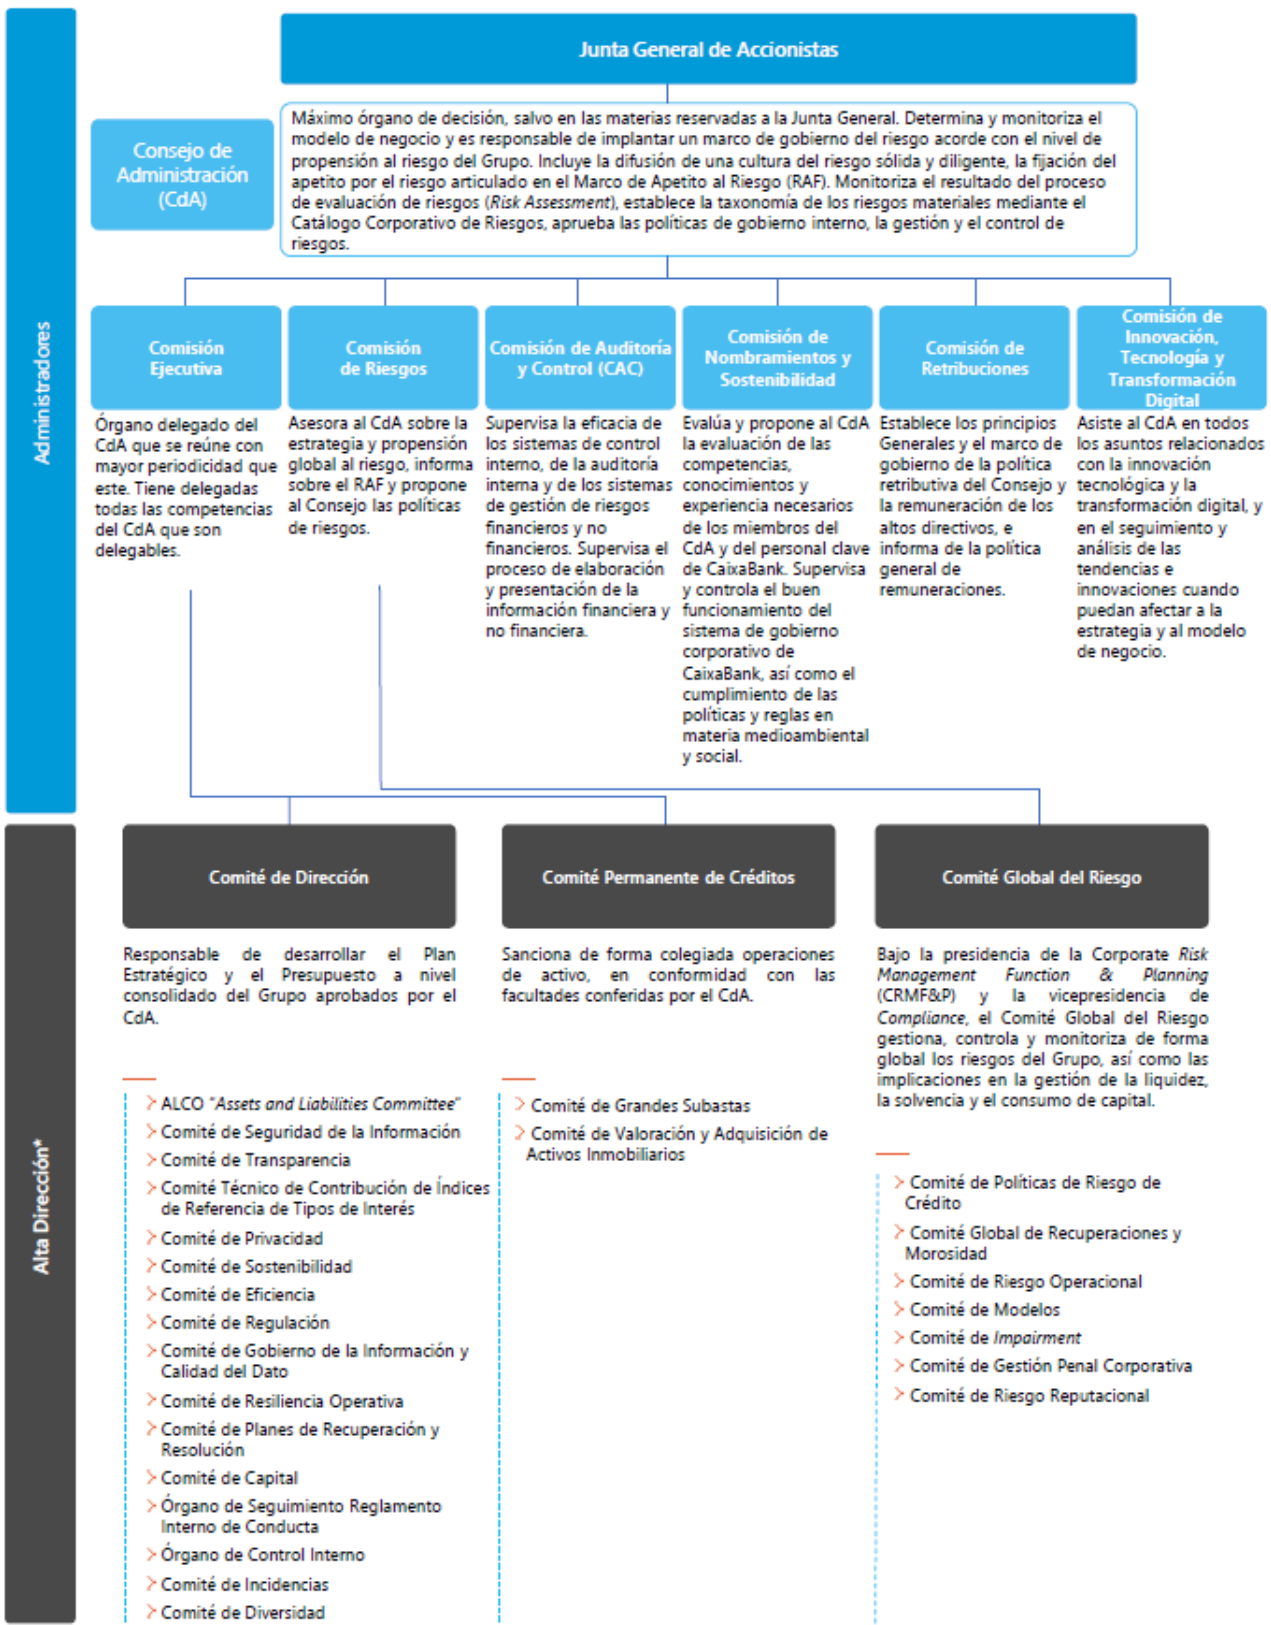 Junta General de Accionistas
Administradores
Consejo de
Administración
(CdA)
Máximo órgano de decisión, salvo en las materias reservadas a la Junta General. Determina y monitoriza el
modelo de negocio y es responsable de implantar un marco de gobierno del riesgo acorde con el nivel de
propensión al riesgo del Grupo. Incluye la difusión de una cultura del riesgo sólida y diligente, la fijación del
apetito por el riesgo articulado en el Marco de Apetito al Riesgo (RAF). Monitoriza el resultado del proceso
de evaluación de riesgos (Risk Assessment), establece la taxonomía de los riesgos materiales mediante el
Catálogo Corporativo de Riesgos, aprueba las políticas de gobierno interno, la gestión y el control de
riesgos.
Comisión
Ejecutiva
Órgano delegado del
CdA que se reúne con
mayor periodicidad que
este. Tiene delegadas
todas las competencias
del CdA que son
delegables.
Comisión
de Riesgos
Asesora al CdA sobre la
estrategia y propensión
global al riesgo, informa
sobre el RAF y propone
al Consejo las políticas
de riesgos.
Comisión de Auditoría
y Control (CAC)
Supervisa la eficacia de
los sistemas de control
interno, de la auditoría
interna y de los sistemas
de gestión de riesgos
financieros y no
financieros. Supervisa el
proceso de elaboración
y presentación de la
información financiera y
no financiera.
Comisión de
Nombramientos y
Sostenibilidad
Evalúa y propone al CdA
la evaluación de las
competencias,
conocimientos y
experiencia necesarios
de los miembros del
CdA y del personal clave
de CaixaBank. Supervisa
y controla el buen
funcionamiento del
sistema de gobierno
corporativo de
CaixaBank, así como el
cumplimiento de las
políticas y reglas en
materia medioambiental
y social.
Comisión de
Retribuciones
Establece los principios
Generales y el marco de
gobierno de la política
retributiva del Consejo y
la remuneración de los
altos directivos, e
informa de la política
general de
remuneraciones.
Comisión de
Innovación,
Tecnología y
Transformación
Digital
Asiste al CdA en todos
los asuntos relacionados
con la innovación
tecnológica y la
transformación digital, y
en el seguimiento y
análisis de las
tendencias e
innovaciones cuando
puedan afectar a la
estrategia y al modelo
de negocio.
Alta Dirección*
Comité de Dirección
Responsable de desarrollar el Plan
Estratégico y el Presupuesto a nivel
consolidado del Grupo aprobados por el
CdA.
ALCO "Assets and Liabilities Committee"
Comité de Seguridad de la Información
Comité de Transparencia
Comité Técnico de Contribución de Índices
de Referencia de Tipos de Interés
Comité de Privacidad
Comité de Sostenibilidad
Comité de Eficiencia
Comité de Regulación
Comité de Gobierno de la Información y
Calidad del Dato
Comité de Resiliencia Operativa
Comité de Planes de Recuperación y
Resolución
Comité de Capital
Órgano de Seguimiento Reglamento
Interno de Conducta
Órgano de Control Interno
Comité de Incidencias
Comité de Diversidad
Comité Permanente de Créditos
Sanciona de forma colegiada operaciones
de activo, en conformidad con las
facultades conferidas por el CdA.
Comité de Grandes Subastas
Comité de Valoración y Adquisición de
Activos Inmobiliarios
Comité Global del Riesgo
Bajo la presidencia de la Corporate Risk
Management Function & Planning
(CRMF&P) y la vicepresidencia de
Compliance, el Comité Global del Riesgo
gestiona, controla y monitoriza de forma
global los riesgos del Grupo, así como las
implicaciones en la gestión de la liquidez,
la solvencia y el consumo de capital.
Comité de Políticas de Riesgo de
Crédito
Comité Global de Recuperaciones y
Morosidad
Comité de Riesgo Operacional
Comité de Modelos
Comité de Impairment
Comité de Gestión Penal Corporativa
Comité de Riesgo Reputacional